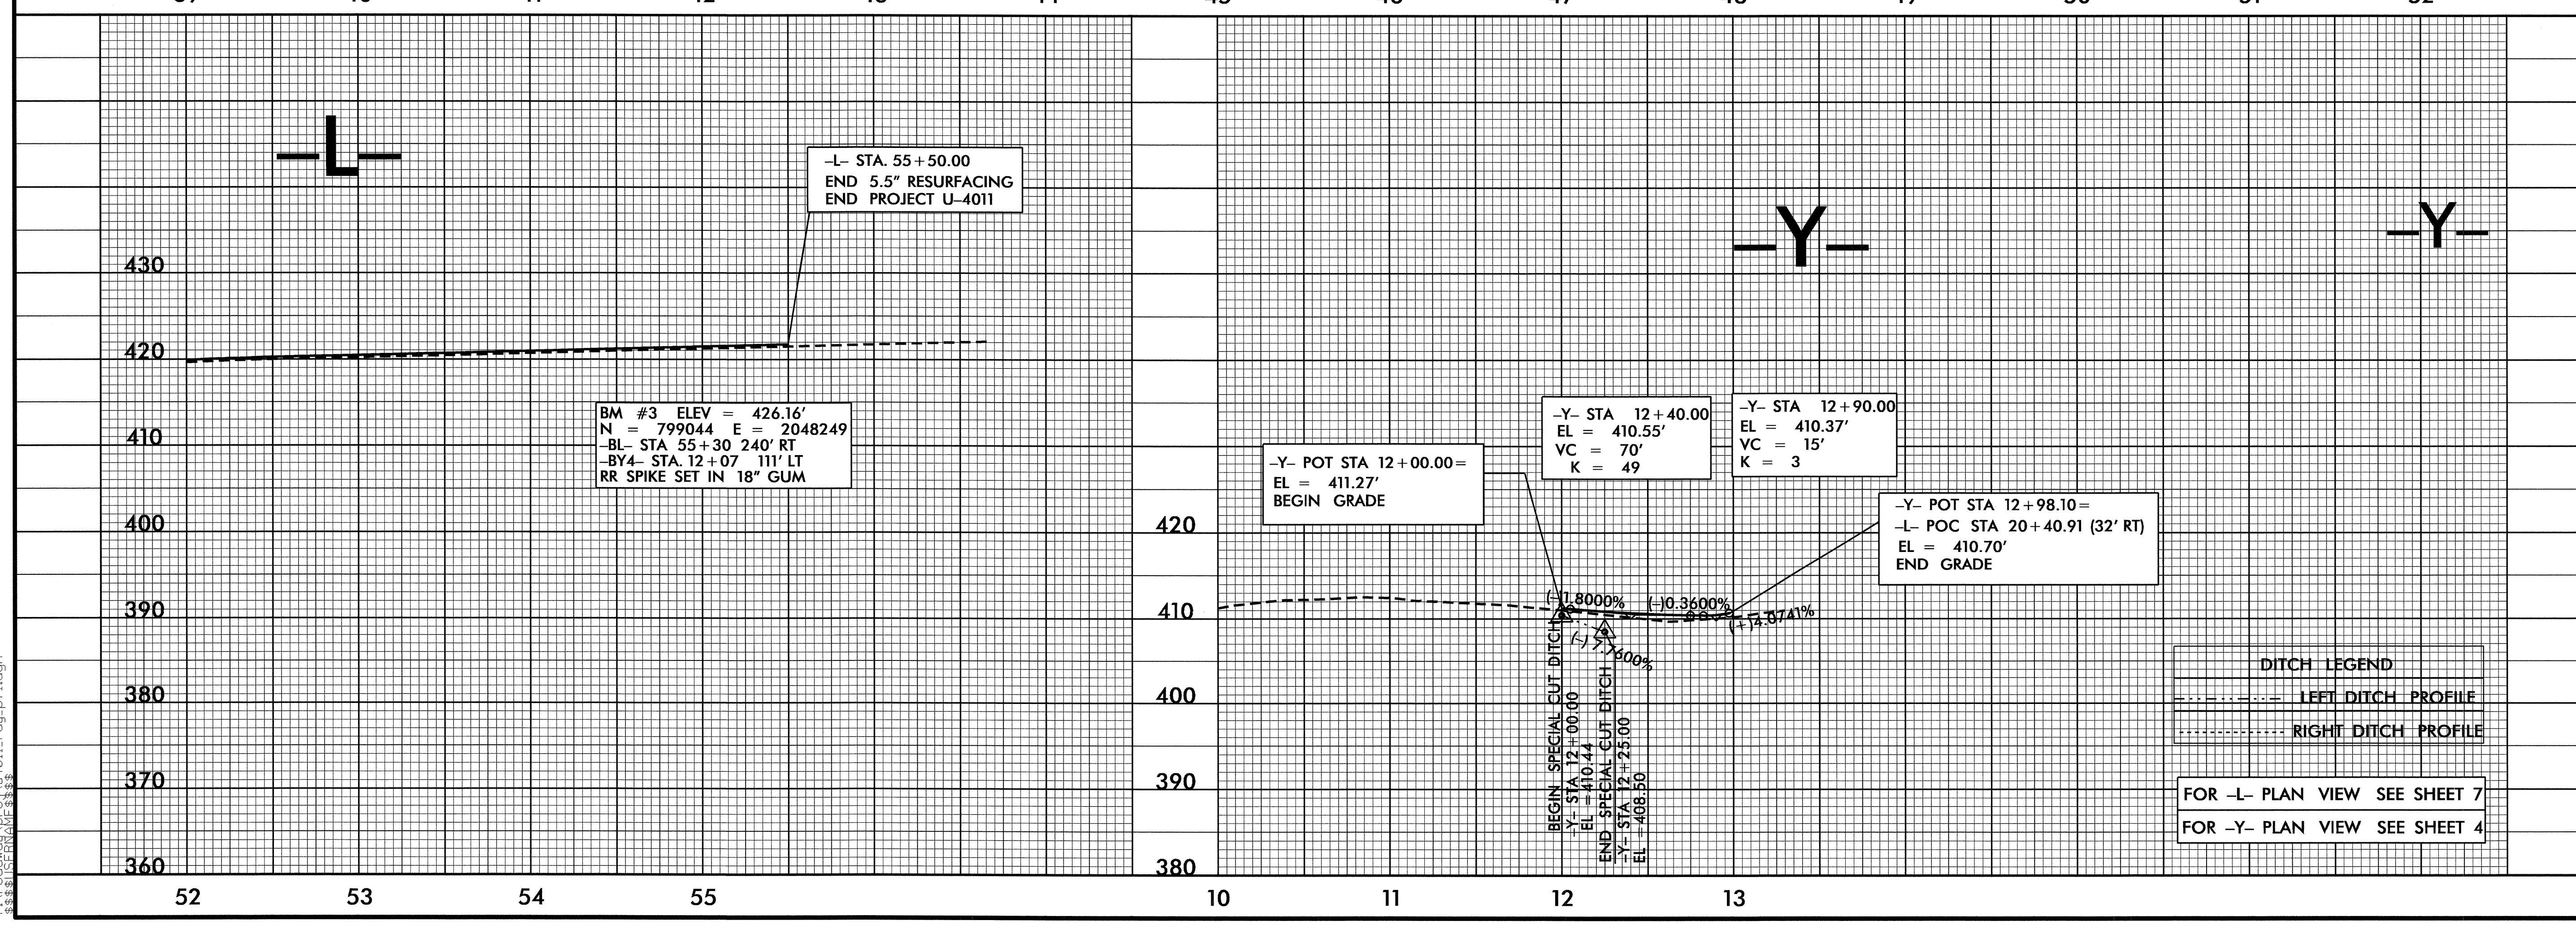 –L–
–L– STA. 55+50.00
END 5.5" RESURFACING
END PROJECT U–4011
430
420
410
400
390
380
370
360
BM #3 ELEV = 426.16'
N = 799044 E = 2048249
–BL– STA 55+30 240' RT
–BY4– STA. 12+07 111' LT
RR SPIKE SET IN 18" GUM
52
53
54
55
–Y–
–Y–
–Y– POT STA 12+00.00=
EL = 411.27'
BEGIN GRADE
–Y– STA 12+40.00
EL = 410.55'
VC = 70'
K = 49
–Y– STA 12+90.00
EL = 410.37'
VC = 15'
K = 3
–Y– POT STA 12+98.10=
–L– POC STA 20+40.91 (32' RT)
EL = 410.70'
END GRADE
420
410
400
390
380
(–)1.8000%
(–)0.3600%
(+)4.0741%
(–) 7.7600%
BEGIN SPECIAL CUT DITCH
–Y– STA 12+00.00
EL =410.44
END SPECIAL CUT DITCH
–Y– STA 12+25.00
EL =408.50
10
11
12
13
DITCH LEGEND
LEFT DITCH PROFILE
RIGHT DITCH PROFILE
FOR –L– PLAN VIEW SEE SHEET 7
FOR –Y– PLAN VIEW SEE SHEET 4